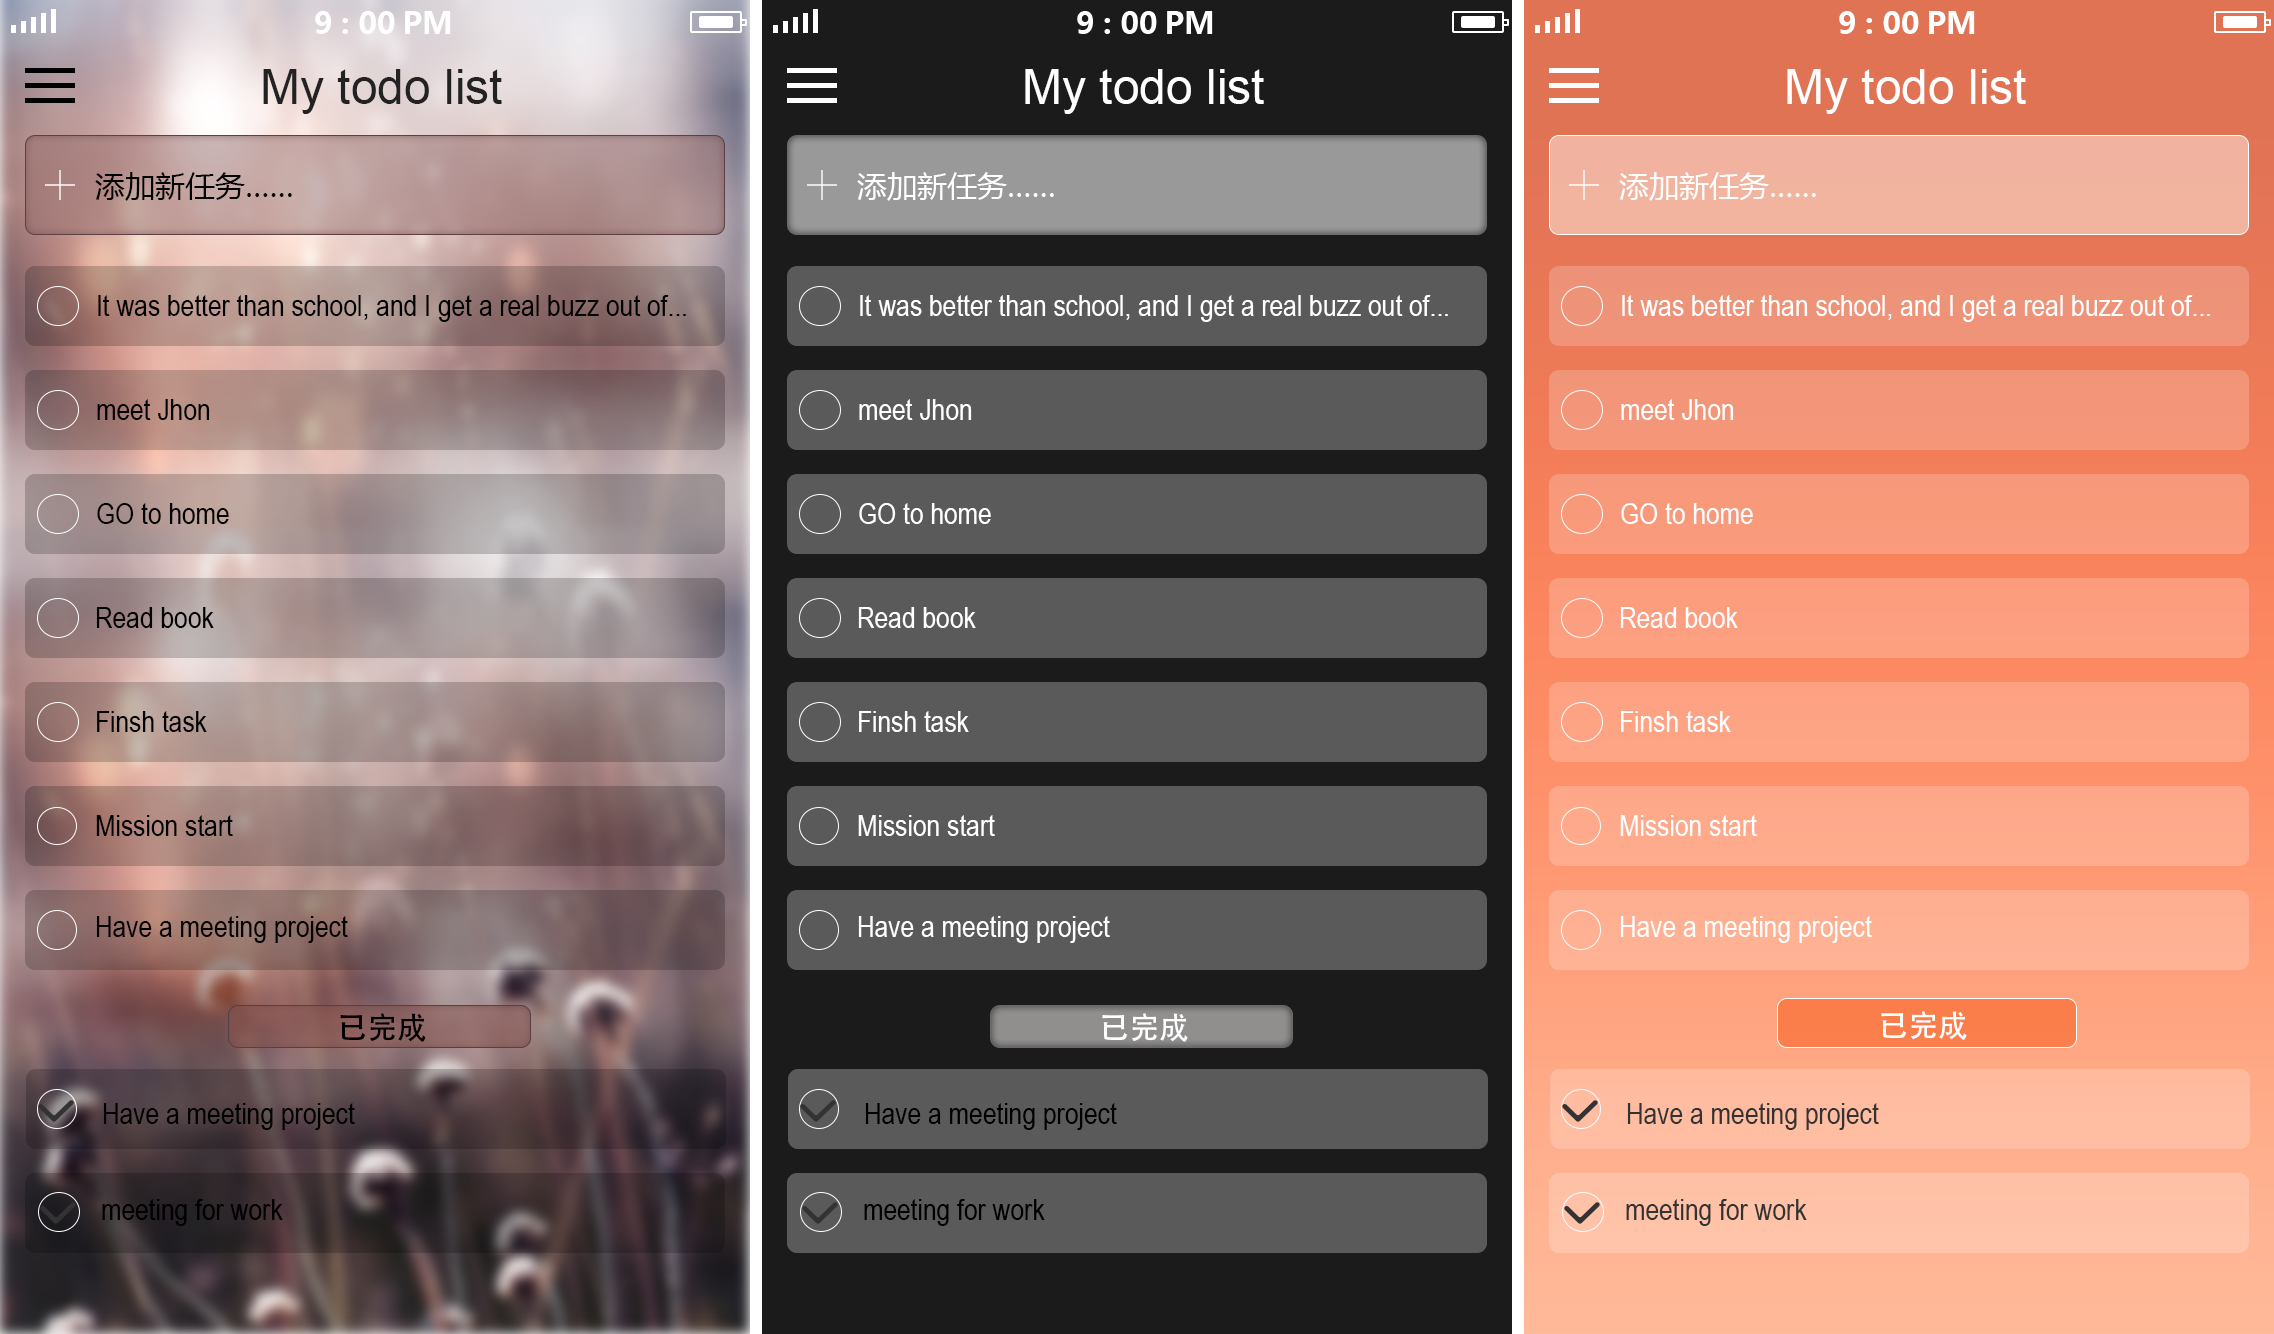 9 : 00 PM
My todo list
添加新任务......
It was better than school, and I get a real buzz out of...
meet Jhon
GO to home
Read book
Finsh task
Mission start
Have a meeting project
已完成
Have a meeting project
meeting for work
9 : 00 PM
My todo list
添加新任务......
It was better than school, and I get a real buzz out of...
meet Jhon
GO to home
Read book
Finsh task
Mission start
Have a meeting project
已完成
Have a meeting project
meeting for work
9 : 00 PM
My todo list
添加新任务......
It was better than school, and I get a real buzz out of...
meet Jhon
GO to home
Read book
Finsh task
Mission start
Have a meeting project
已完成
Have a meeting project
meeting for work